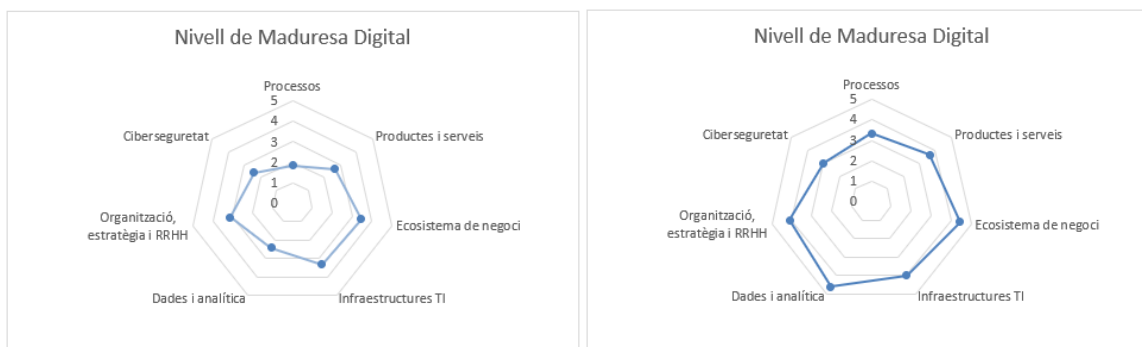 Nivell de Maduresa Digital
Processos
5
4
3
2
1
0
Productes i serveis
Ecosistema de negoci
Infraestructures TI
Dades i analítica
Organització,
estratègia i RRHH
Ciberseguretat
Nivell de Maduresa Digital
Processos
5
4
3
2
1
0
Productes i serveis
Ecosistema de negoci
Infraestructures TI
Dades i analítica
Organització,
estratègia i RRHH
Ciberseguretat